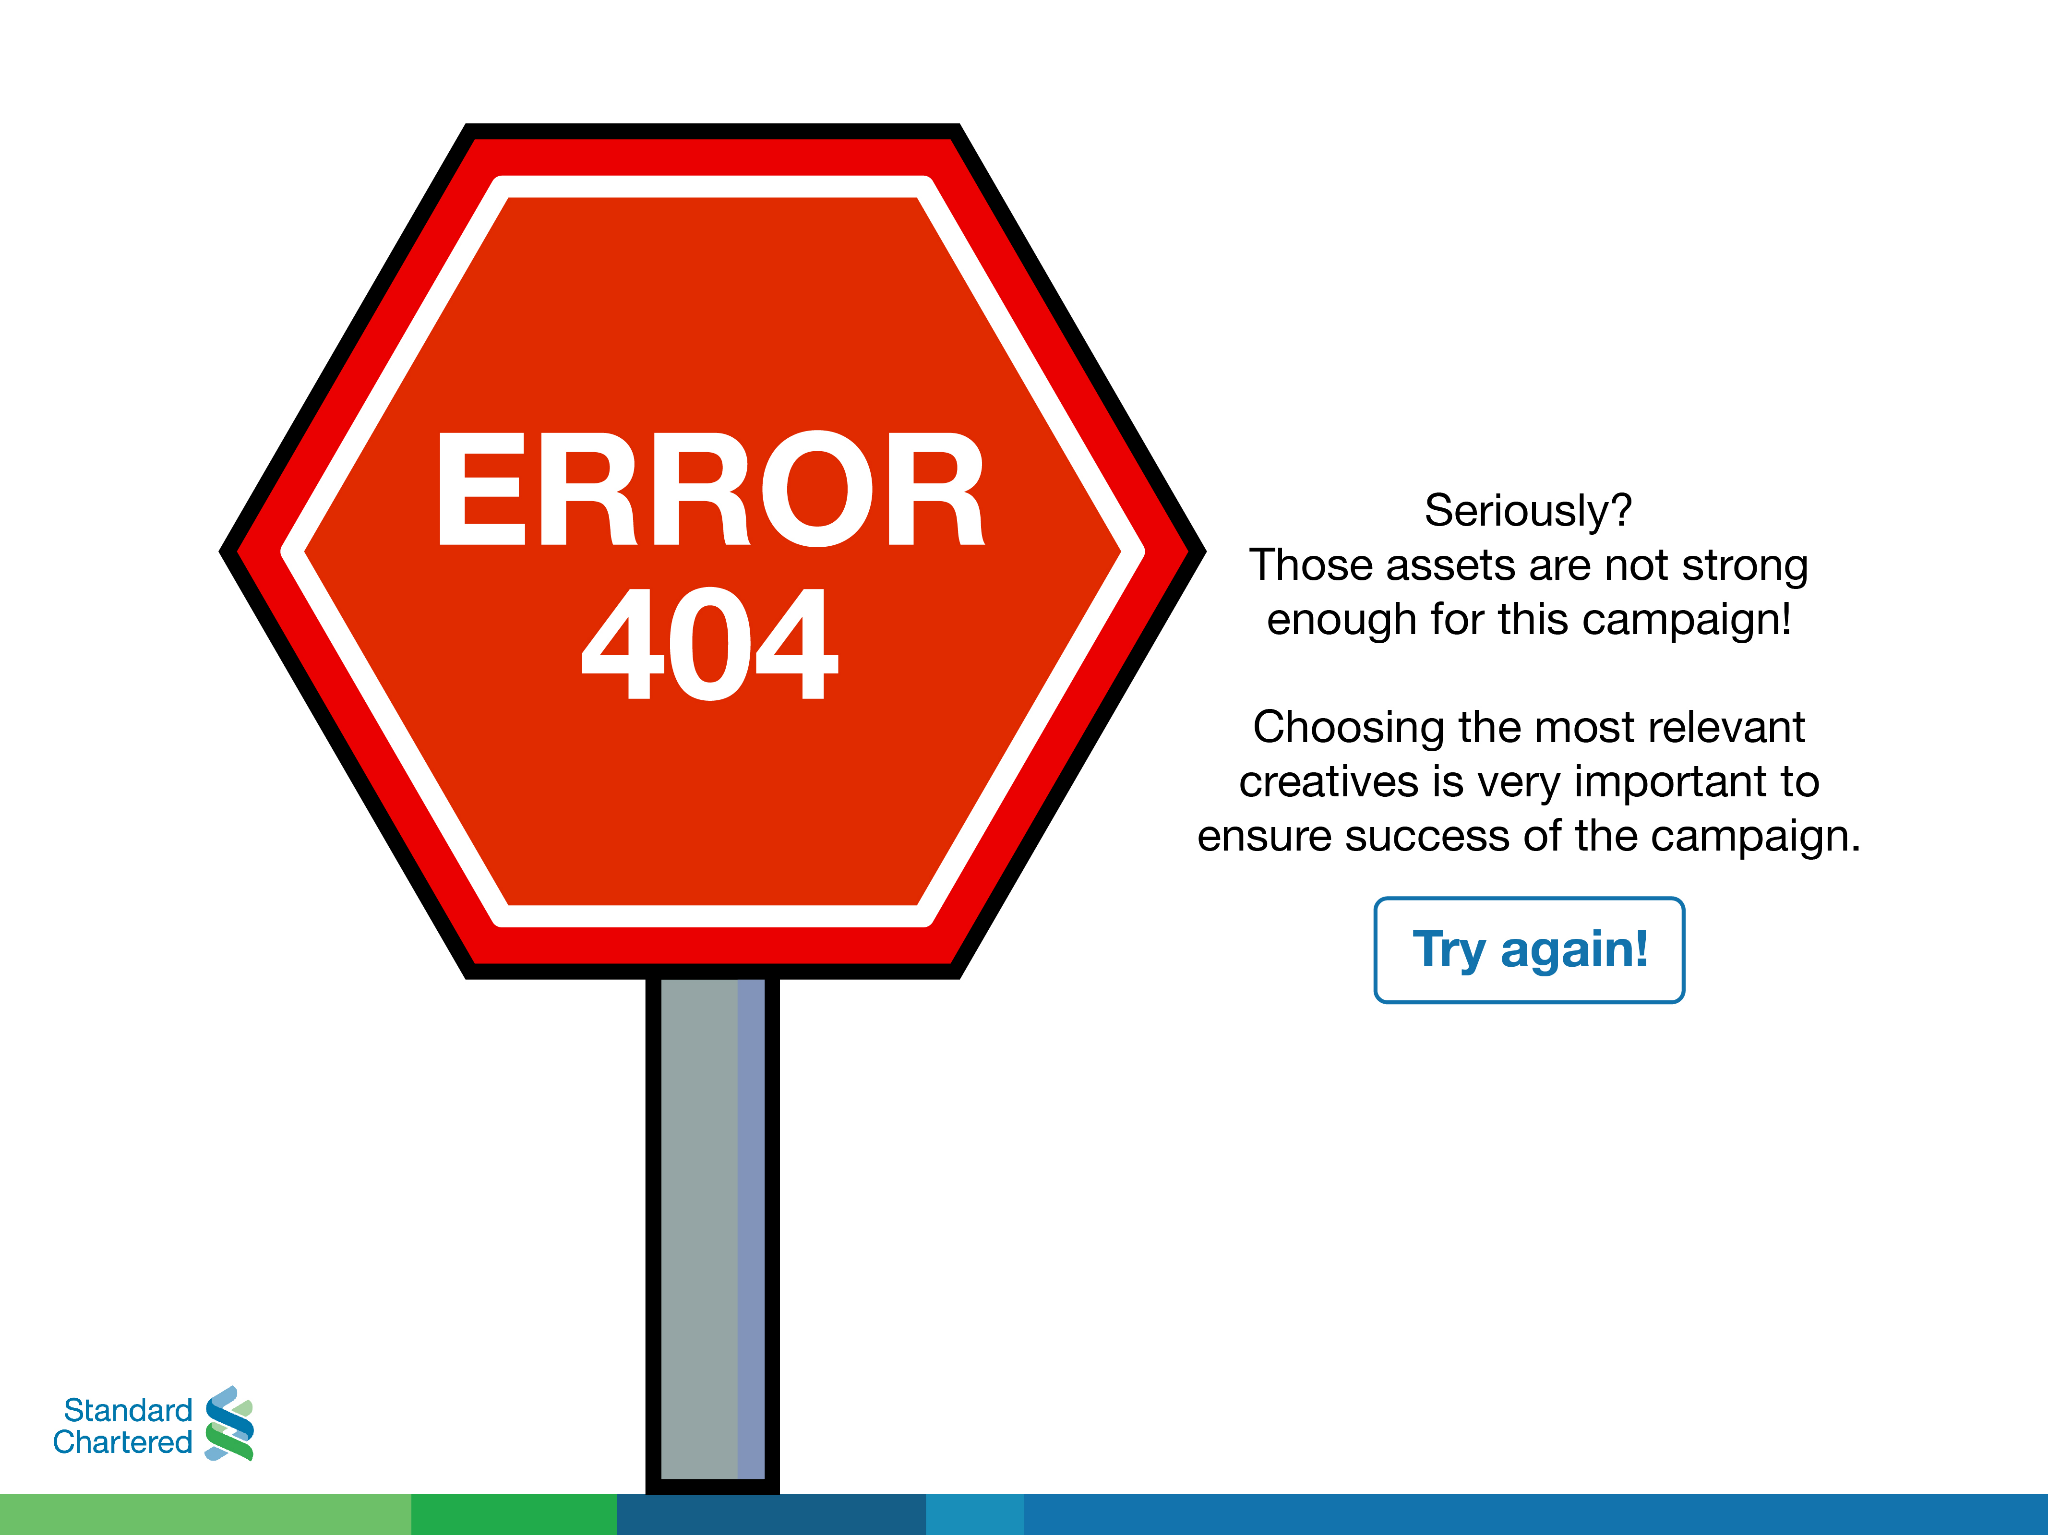 ERROR
404
Seriously?
Those assets are not strong
enough for this campaign!
Choosing the most relevant
creatives is very important to
ensure success of the campaign.
Try again!
Standard
Chartered